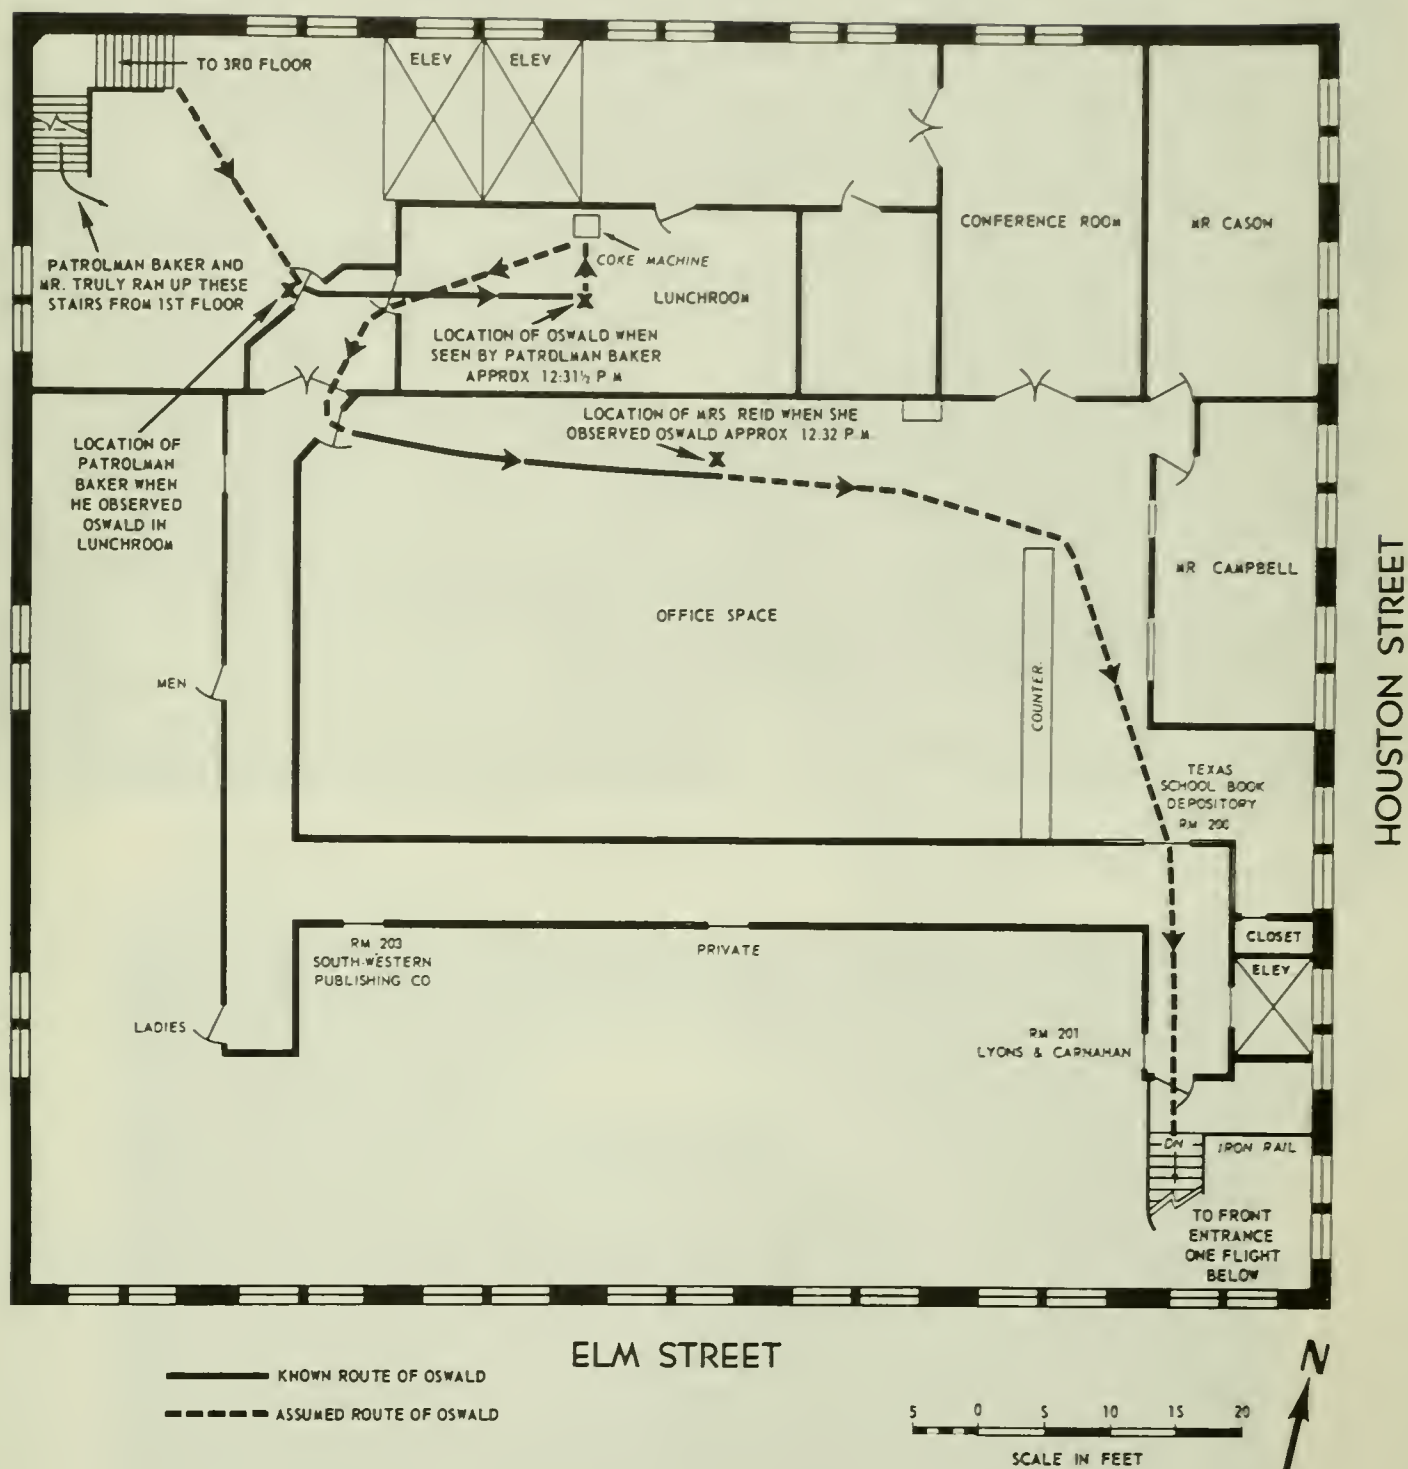 TO 3RD FLOOR
ELEV
ELEV
CONFERENCE ROOM
MR CASON
PATROLMAN BAKER AND
MR. TRULY RAN UP THESE
STAIRS FROM 1ST FLOOR
COKE MACHINE
LUNCHROOM
LOCATION OF OSWALD WHEN
SEEN BY PATROLMAN BAKER
APPROX 12:31½ P M
LOCATION OF MRS REID WHEN SHE
OBSERVED OSWALD APPROX 12:32 P.M.
LOCATION OF
PATROLMAN
BAKER WHEN
HE OBSERVED
OSWALD IN
LUNCHROOM
MR CAMPBELL
OFFICE SPACE
COUNTER.
MEN
TEXAS
SCHOOL BOOK
DEPOSITORY
RM 200
HOUSTON STREET
RM 203
SOUTH-WESTERN
PUBLISHING CO
PRIVATE
CLOSET
ELEV
LADIES
RM 201
LYONS & CARNAHAN
DN
IRON RAIL
TO FRONT
ENTRANCE
ONE FLIGHT
BELOW
ELM STREET
N
KNOWN ROUTE OF OSWALD
ASSUMED ROUTE OF OSWALD
5 0 5 10 15 20
SCALE IN FEET